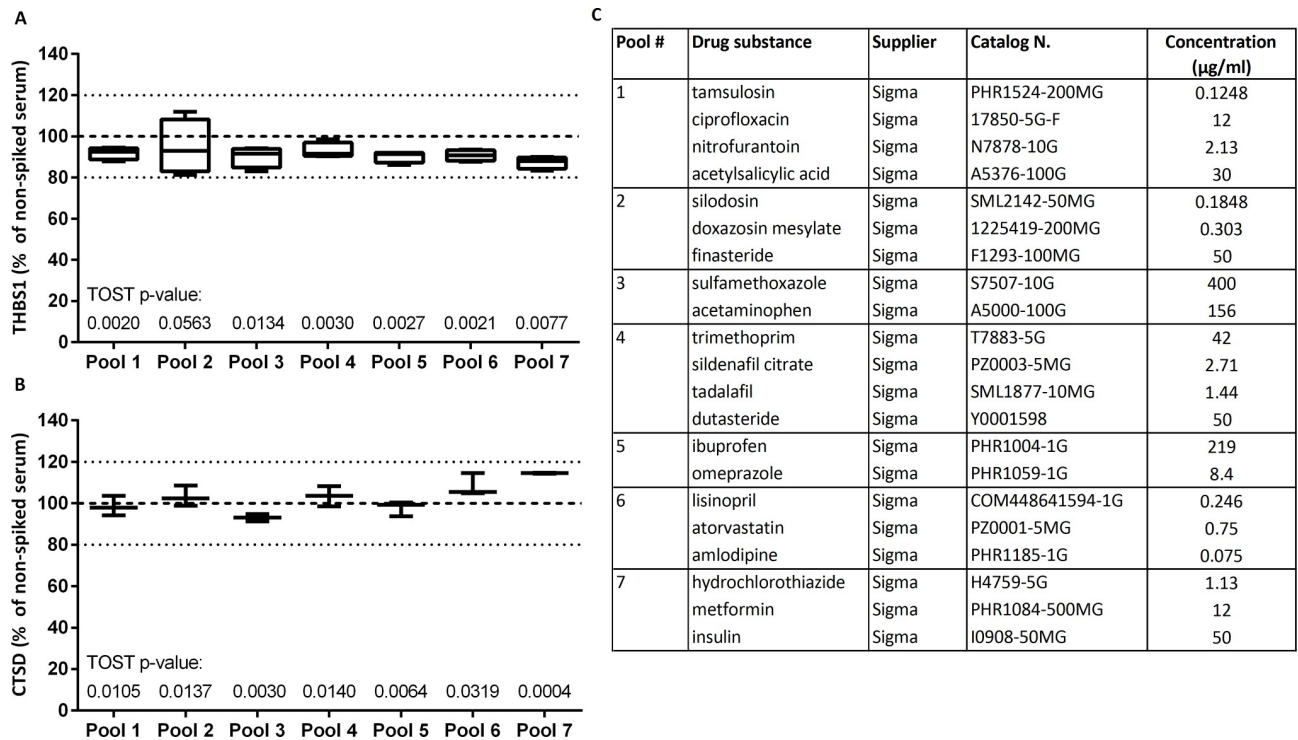 A
THBS1 (% of non-spiked serum)
140
120
100
80
60
40
20
0
TOST p-value:
0.0020 0.0563 0.0134 0.0030 0.0027 0.0021 0.0077
Pool 1 Pool 2 Pool 3 Pool 4 Pool 5 Pool 6 Pool 7
B
CTSD (% of non-spiked serum)
140
120
100
80
60
40
20
0
TOST p-value:
0.0105 0.0137 0.0030 0.0140 0.0064 0.0319 0.0004
Pool 1 Pool 2 Pool 3 Pool 4 Pool 5 Pool 6 Pool 7
C
Pool # Drug substance Supplier Catalog N. Concentration
(µg/ml)
1 tamsulosin Sigma PHR1524-200MG 0.1248
ciprofloxacin Sigma 17850-5G-F 12
nitrofurantoin Sigma N7878-10G 2.13
acetylsalicylic acid Sigma A5376-100G 30
2 silodosin Sigma SML2142-50MG 0.1848
doxazosin mesylate Sigma 1225419-200MG 0.303
finasteride Sigma F1293-100MG 50
3 sulfamethoxazole Sigma S7507-10G 400
acetaminophen Sigma A5000-100G 156
4 trimethoprim Sigma T7883-5G 42
sildenafil citrate Sigma PZ0003-5MG 2.71
tadalafil Sigma SML1877-10MG 1.44
dutasteride Sigma Y0001598 50
5 ibuprofen Sigma PHR1004-1G 219
omeprazole Sigma PHR1059-1G 8.4
6 lisinopril Sigma COM448641594-1G 0.246
atorvastatin Sigma PZ0001-5MG 0.75
amlodipine Sigma PHR1185-1G 0.075
7 hydrochlorothiazide Sigma H4759-5G 1.13
metformin Sigma PHR1084-500MG 12
insulin Sigma I0908-50MG 50